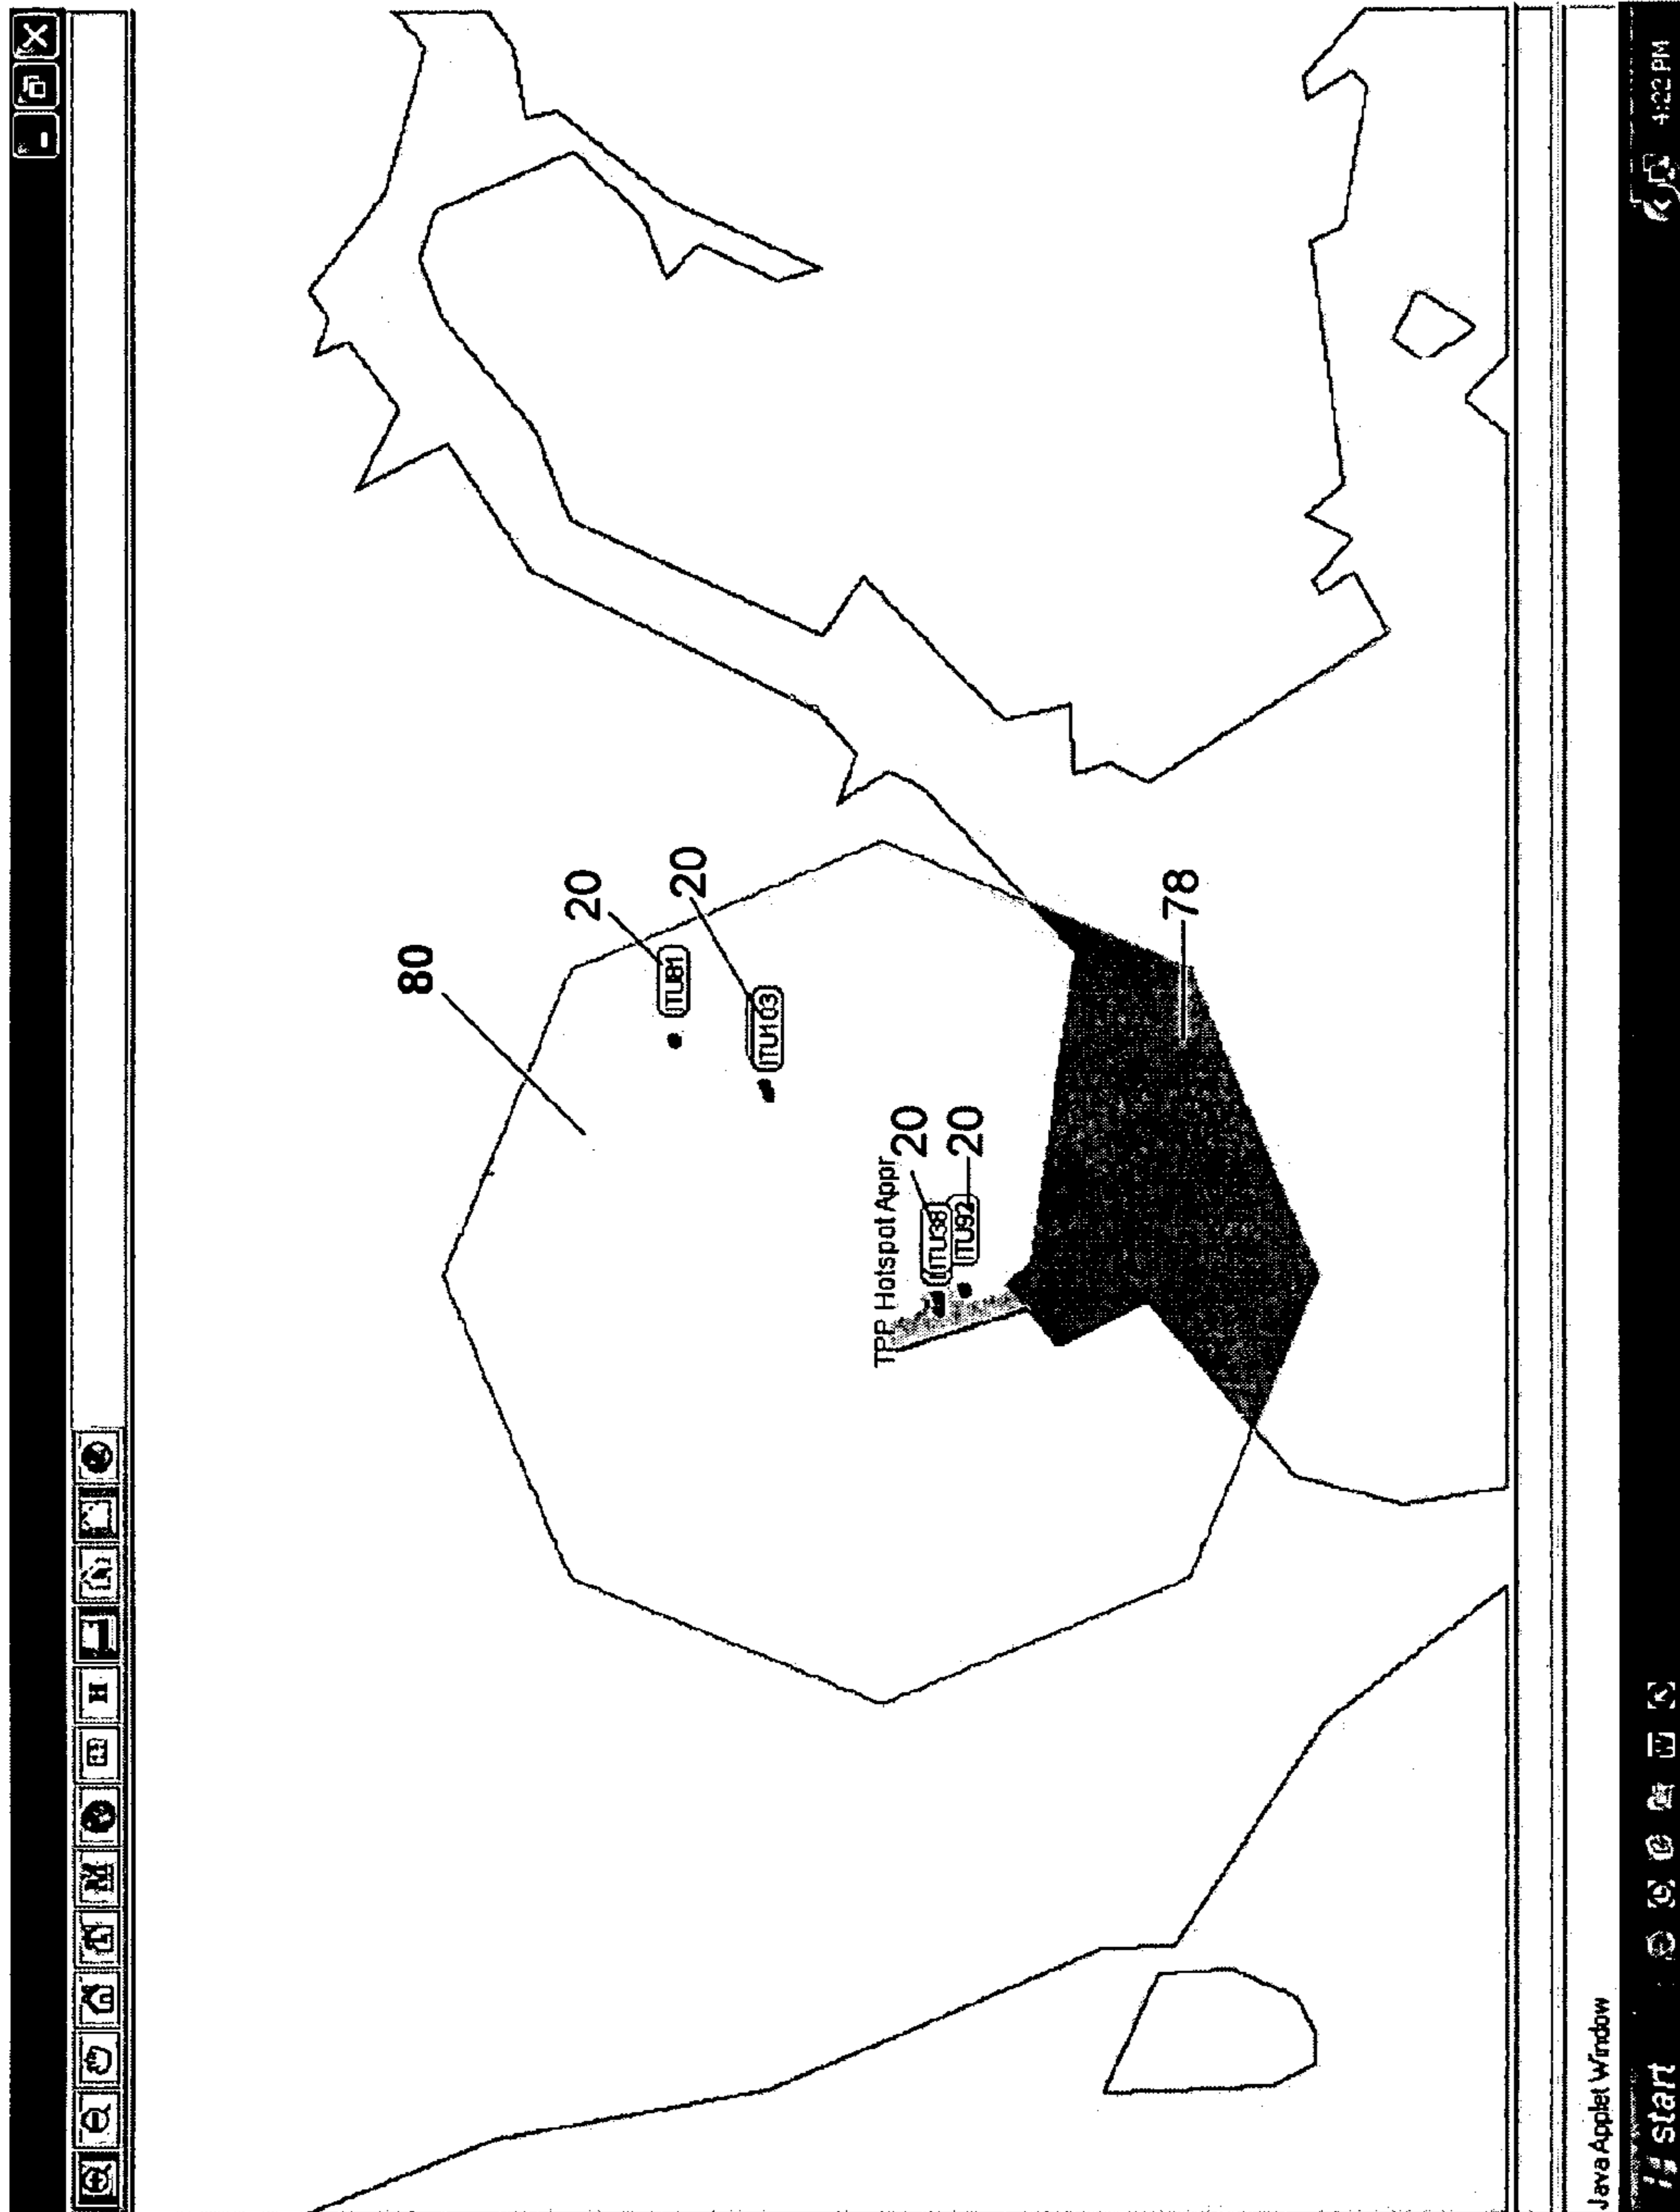 80
20
ITU81
20
ITU103
TPP Hotspot Appr
20
ITU38
20
ITU92
78
Java Applet Window
start
4:22 PM